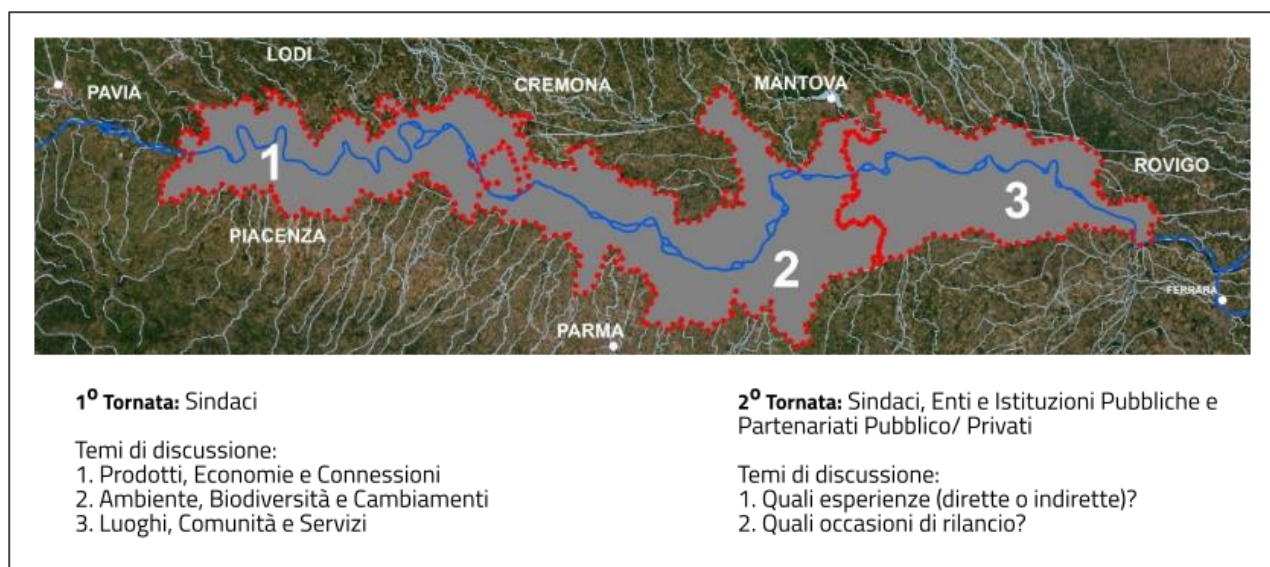 LODI
PAVIA
CREMONA
MANTOVA
ROVIGO
1
3
PIACENZA
2
FERRARA
PARMA
1º Tornata: Sindaci
Temi di discussione:
1. Prodotti, Economie e Connessioni
2. Ambiente, Biodiversità e Cambiamenti
3. Luoghi, Comunità e Servizi
2º Tornata: Sindaci, Enti e Istituzioni Pubbliche e
Partenariati Pubblico/ Privati
Temi di discussione:
1. Quali esperienze (dirette o indirette)?
2. Quali occasioni di rilancio?